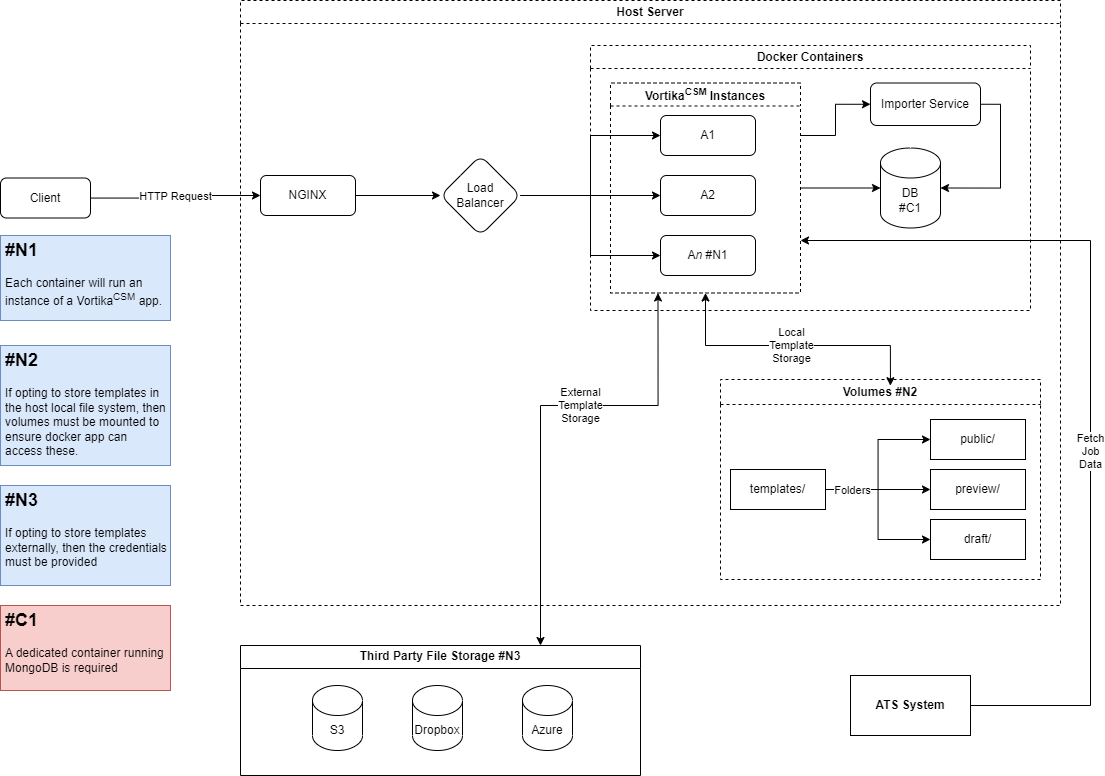 Host Server
Docker Containers
Vortika^CSM Instances
A1
A2
An #N1
Importer Service
DB
#C1
Client
HTTP Request
NGINX
Load
Balancer
#N1
Each container will run an
instance of a Vortika^CSM app.
#N2
If opting to store templates in
the host local file system, then
volumes must be mounted to
ensure docker app can
access these.
#N3
If opting to store templates
externally, then the credentials
must be provided
#C1
A dedicated container running
MongoDB is required
External
Template
Storage
Local
Template
Storage
Volumes #N2
templates/
Folders
public/
preview/
draft/
Fetch
Job
Data
Third Party File Storage #N3
S3
Dropbox
Azure
ATS System